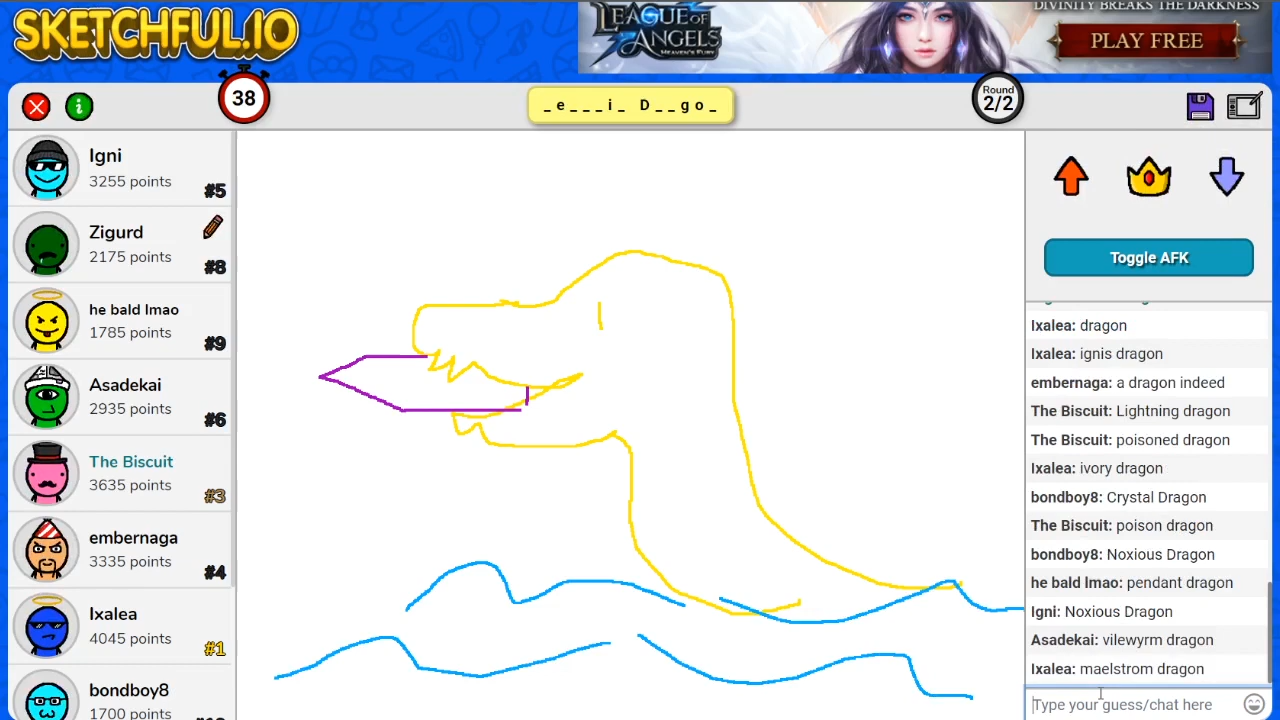 SKETCHFUL.IO
LEAGUE OF
ANGELS
HEAVEN'S FURY
DIVINITY BREAKS THE DARKNESS
PLAY FREE
38
_ e _ _ _ i _ D _ _ g o _
Round
2/2
Igni
3255 points
#5
Zigurd
2175 points
#8
he bald lmao
1785 points
#9
Asadekai
2935 points
#6
The Biscuit
3635 points
#3
embernaga
3335 points
#4
Ixalea
4045 points
#1
bondboy8
1700 points
Toggle AFK
Ixalea: dragon
Ixalea: ignis dragon
embernaga: a dragon indeed
The Biscuit: Lightning dragon
The Biscuit: poisoned dragon
Ixalea: ivory dragon
bondboy8: Crystal Dragon
The Biscuit: poison dragon
bondboy8: Noxious Dragon
he bald lmao: pendant dragon
Igni: Noxious Dragon
Asadekai: vilewyrm dragon
Ixalea: maelstrom dragon
Type your guess/chat here